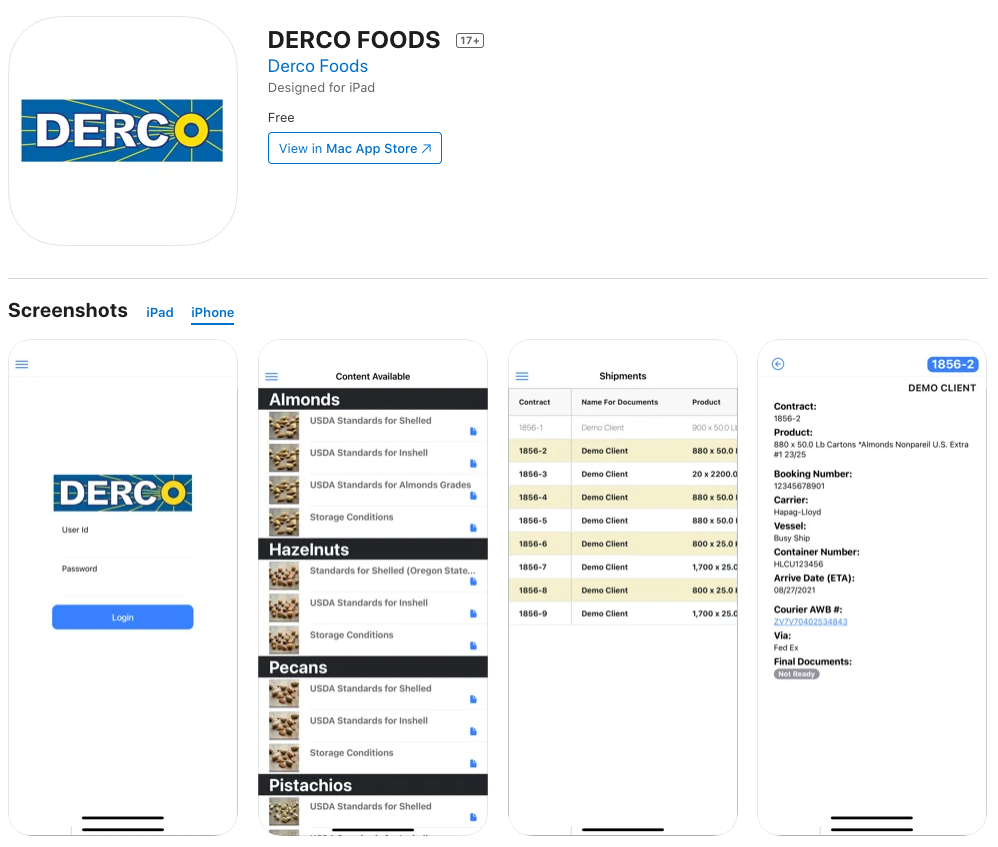 DERCO
DERCO FOODS 17+
Derco Foods
Designed for iPad
Free
View in Mac App Store ↗
Screenshots iPad iPhone
DERCO
User Id
Password
Login
Content Available
Almonds
USDA Standards for Shelled
USDA Standards for Inshell
USDA Standards for Almonds Grades
Storage Conditions
Hazelnuts
Standards for Shelled (Oregon State...
USDA Standards for Inshell
Storage Conditions
Pecans
USDA Standards for Shelled
USDA Standards for Inshell
Storage Conditions
Pistachios
USDA Standards for Shelled
Shipments
Contract Name For Documents Product
1856-1 Demo Client 900 x 50.0 Lb
1856-2 Demo Client 880 x 50.0
1856-3 Demo Client 20 x 2200.0
1856-4 Demo Client 880 x 50.0
1856-5 Demo Client 880 x 50.0
1856-6 Demo Client 800 x 25.0
1856-7 Demo Client 1,700 x 25.0
1856-8 Demo Client 800 x 25.0
1856-9 Demo Client 1,700 x 25.0
1856-2
DEMO CLIENT
Contract:
1856-2
Product:
880 x 50.0 Lb Cartons *Almonds Nonpareil U.S. Extra
#1 23/25
Booking Number:
12345678901
Carrier:
Hapag-Lloyd
Vessel:
Busy Ship
Container Number:
HLCU123456
Arrive Date (ETA):
08/27/2021
Courier AWB #:
ZV7V70402534843
Via:
Fed Ex
Final Documents:
Not Ready